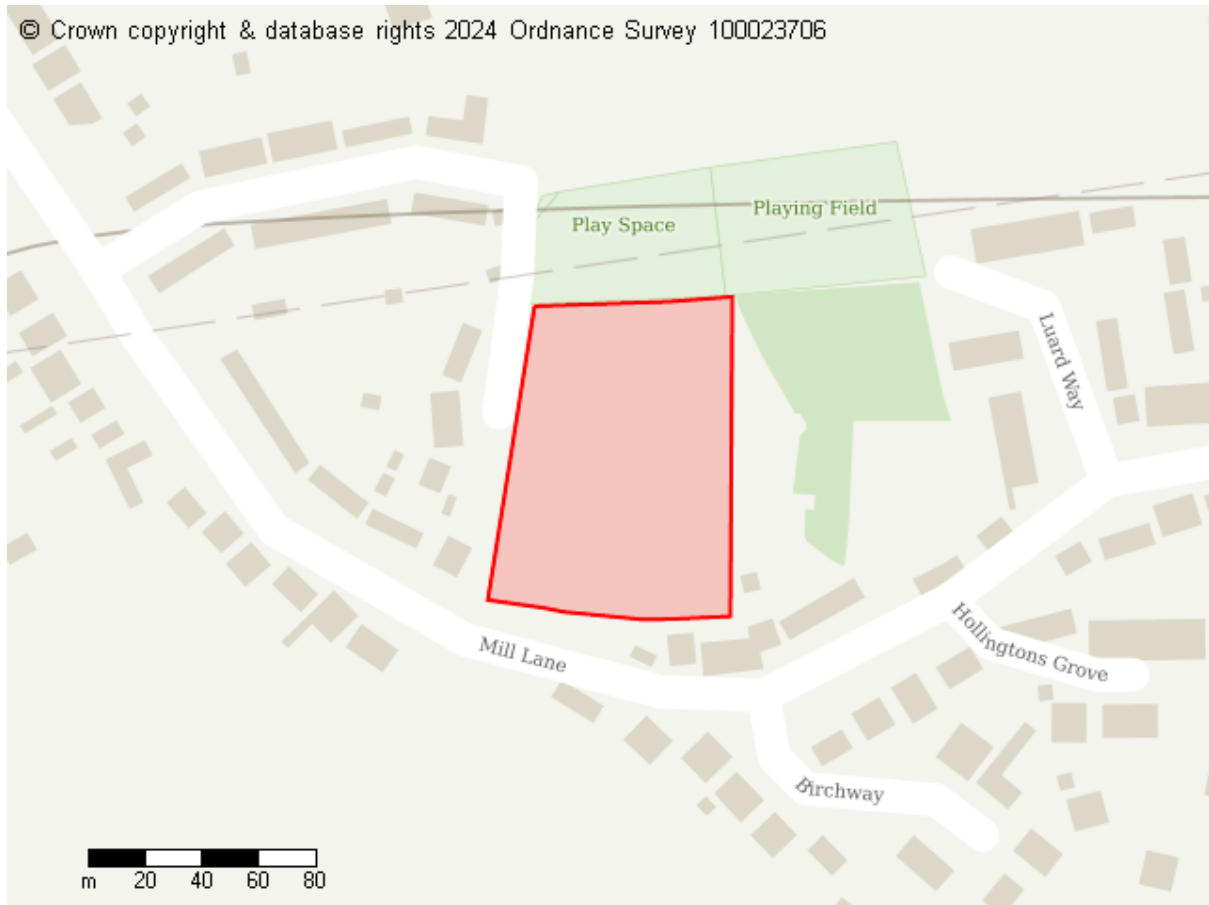 © Crown copyright & database rights 2024 Ordnance Survey 100023706
Playing Field
Play Space
Luard Way
Hollingtons Grove
Mill Lane
Birchway
m 20 40 60 80